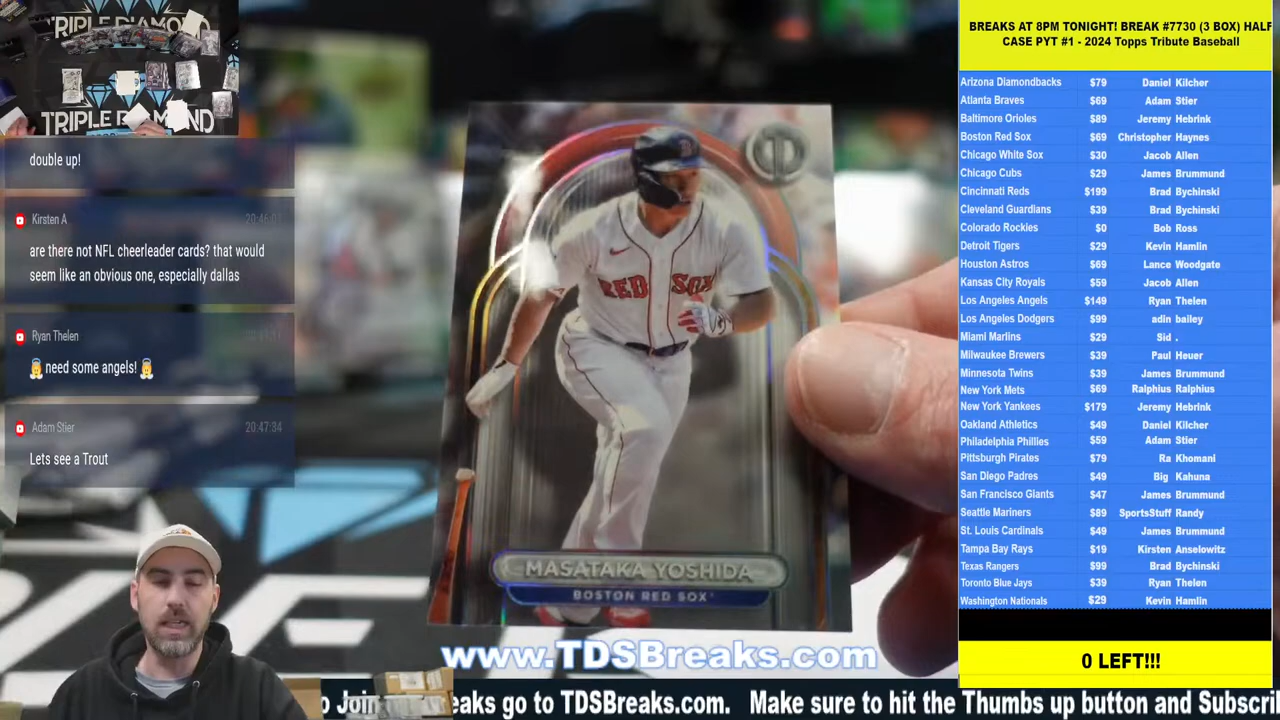 TRIPLE DIAMOND
TRIPLE DIAMOND
double up!
Kirsten A
20:46:01
are there not NFL cheerleader cards? that would
seem like an obvious one, especially dallas
Ryan Thelen
need some angels!
Adam Stier
20:47:34
Lets see a Trout
RED SOX
MASATAKA YOSHIDA
BOSTON RED SOX
www.TDSBreaks.com
o Join
eaks go to TDSBreaks.com. Make sure to hit the Thumbs up button and Subscri
BREAKS AT 8PM TONIGHT! BREAK #7730 (3 BOX) HALF
CASE PYT #1 - 2024 Topps Tribute Baseball
Arizona Diamondbacks $79 Daniel Kilcher
Atlanta Braves $69 Adam Stier
Baltimore Orioles $89 Jeremy Hebrink
Boston Red Sox $69 Christopher Haynes
Chicago White Sox $30 Jacob Allen
Chicago Cubs $29 James Brummund
Cincinnati Reds $199 Brad Bychinski
Cleveland Guardians $39 Brad Bychinski
Colorado Rockies $0 Bob Ross
Detroit Tigers $29 Kevin Hamlin
Houston Astros $69 Lance Woodgate
Kansas City Royals $59 Jacob Allen
Los Angeles Angels $149 Ryan Thelen
Los Angeles Dodgers $99 adin bailey
Miami Marlins $29 Sid .
Milwaukee Brewers $39 Paul Heuer
Minnesota Twins $39 James Brummund
New York Mets $69 Ralphius Ralphius
New York Yankees $179 Jeremy Hebrink
Oakland Athletics $49 Daniel Kilcher
Philadelphia Phillies $59 Adam Stier
Pittsburgh Pirates $79 Ra Khomani
San Diego Padres $49 Big Kahuna
San Francisco Giants $47 James Brummund
Seattle Mariners $89 SportsStuff Randy
St. Louis Cardinals $49 James Brummund
Tampa Bay Rays $19 Kirsten Anselowitz
Texas Rangers $99 Brad Bychinski
Toronto Blue Jays $39 Ryan Thelen
Washington Nationals $29 Kevin Hamlin
0 LEFT!!!